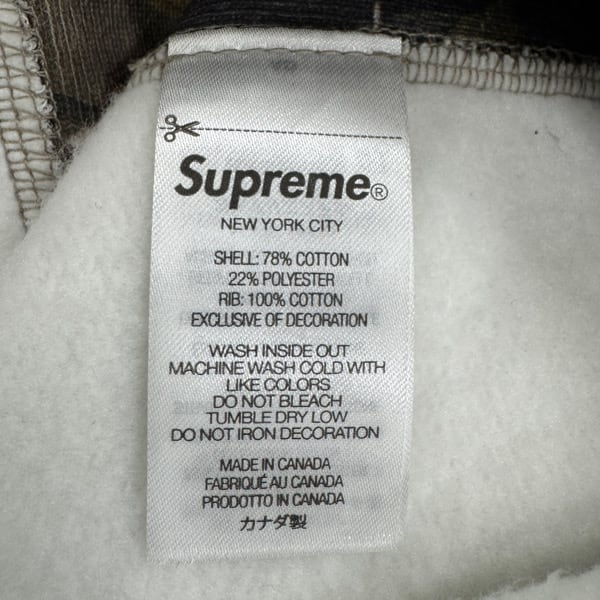 Supreme®
NEW YORK CITY
SHELL: 78% COTTON
22% POLYESTER
RIB: 100% COTTON
EXCLUSIVE OF DECORATION
WASH INSIDE OUT
MACHINE WASH COLD WITH
LIKE COLORS
DO NOT BLEACH
TUMBLE DRY LOW
DO NOT IRON DECORATION
MADE IN CANADA
FABRIQUÉ AU CANADA
PRODOTTO IN CANADA
カナダ製